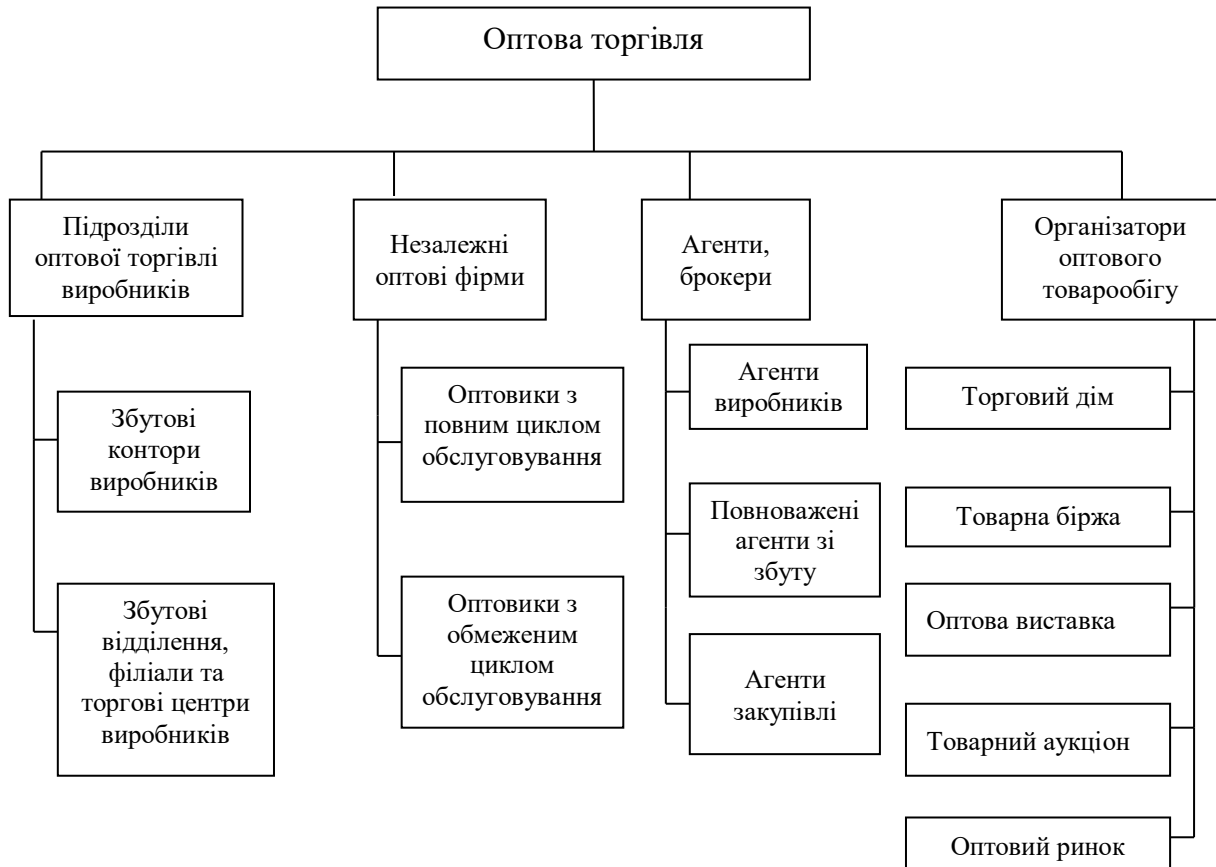 Оптова торгівля
Підрозділи
оптової торгівлі
виробників
Незалежні
оптові фірми
Агенти,
брокери
Організатори
оптового
товарообігу
Збутові
контори
виробників
Збутові
відділення,
філіали та
торгові центри
виробників
Оптовики з
повним циклом
обслуговування
Оптовики з
обмеженим
циклом
обслуговування
Агенти
виробників
Повноважені
агенти зі
збуту
Агенти
закупівлі
Торговий дім
Товарна біржа
Оптова виставка
Товарний аукціон
Оптовий ринок